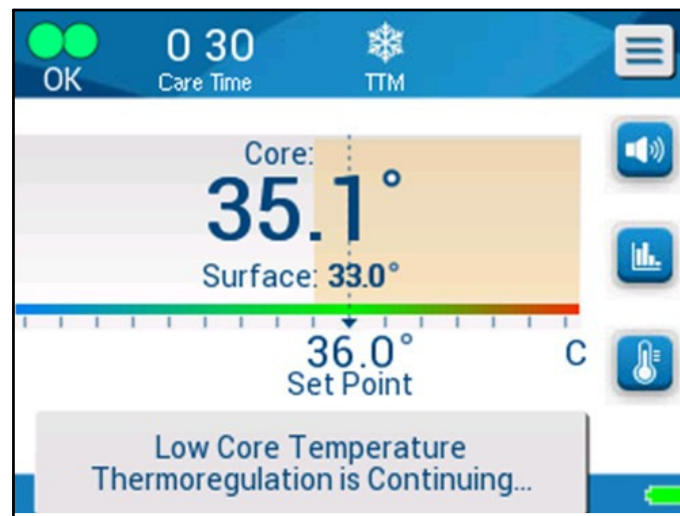 OK
0 30
Care Time
TTM
Core:
35.1°
Surface: 33.0°
36.0°
C
Set Point
Low Core Temperature
Thermoregulation is Continuing...